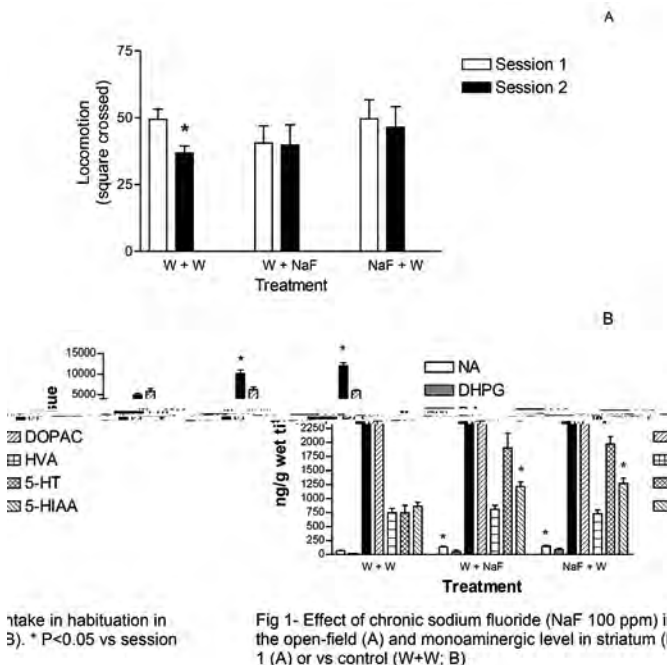 A
75
50
25
0
Locomotion
(square crossed)
*
Session 1
Session 2
W + W
W + NaF
NaF + W
Treatment
B
15000
10000
5000
*
*
NA
DHPG
DOPAC
HVA
5-HT
5-HIAA
ng/g wet
2250
2000
1750
1500
1250
1000
750
500
250
0
*
*
*
*
W + W
W + NaF
NaF + W
Treatment
ntake in habituation in
B). * P<0.05 vs session
Fig 1- Effect of chronic sodium fluoride (NaF 100 ppm) i
the open-field (A) and monoaminergic level in striatum (
1 (A) or vs control (W+W; B)